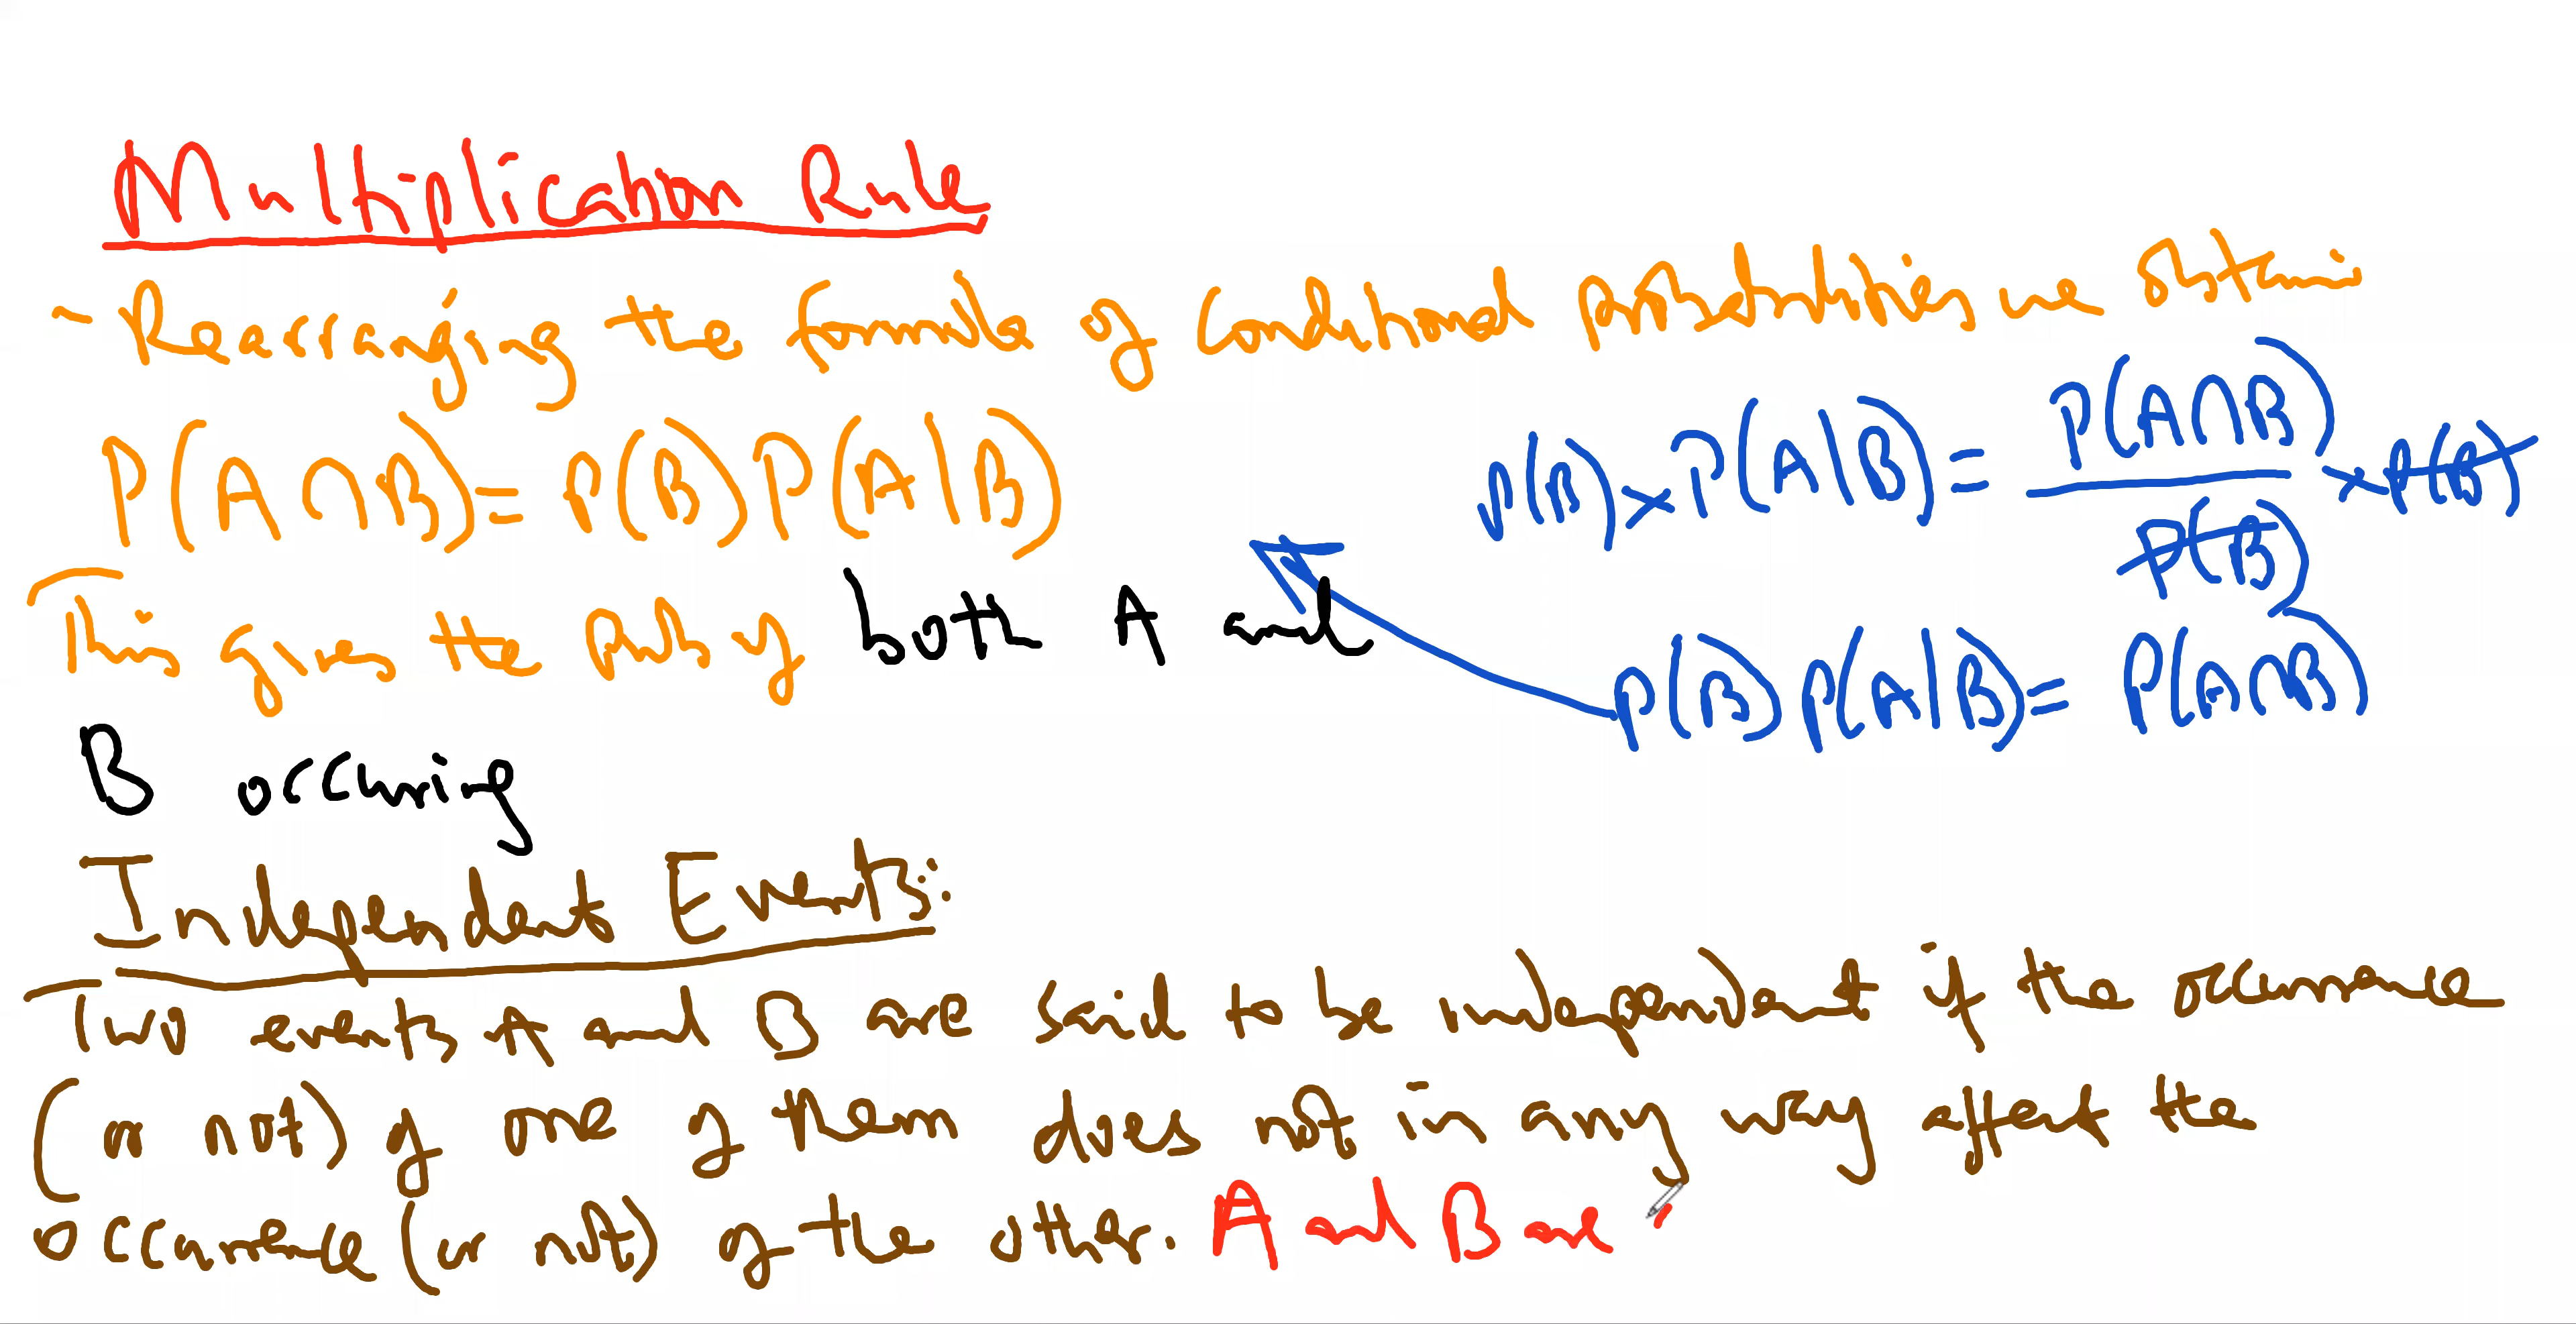 Multiplication Rule
- Rearranging the formula of conditional probabilities we obtain
P(A∩B) = P(B)P(A|B)
P(B) × P(A|B) = P(A∩B) / P(B) × P(B)
This gives the prob of both A and
P(B) P(A|B) = P(A∩B)
B occuring
Independent Events:
Two events A and B are said to be independent if the occurrence
(or not) of one of them does not in any way affect the
occurrence (or not) of the other. A and B are